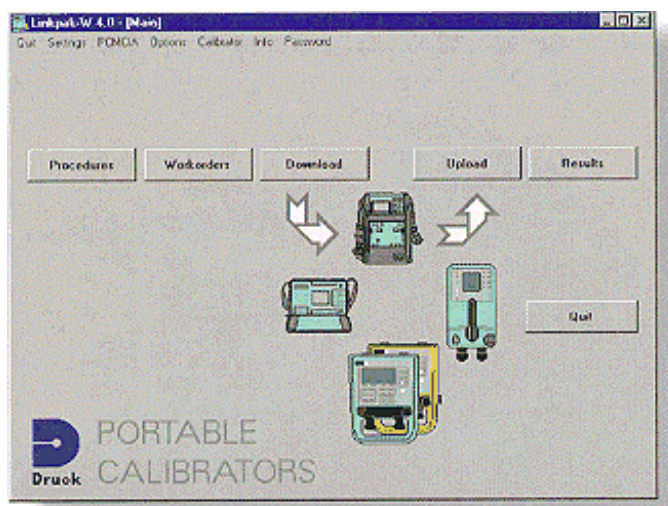 Linkpak-W 4.0 - [Main]
Quit Settings PCMCIA Options Calibrator Info Password
Procedures Workorders Download Upload Results
Quit
PORTABLE
CALIBRATORS
Druck